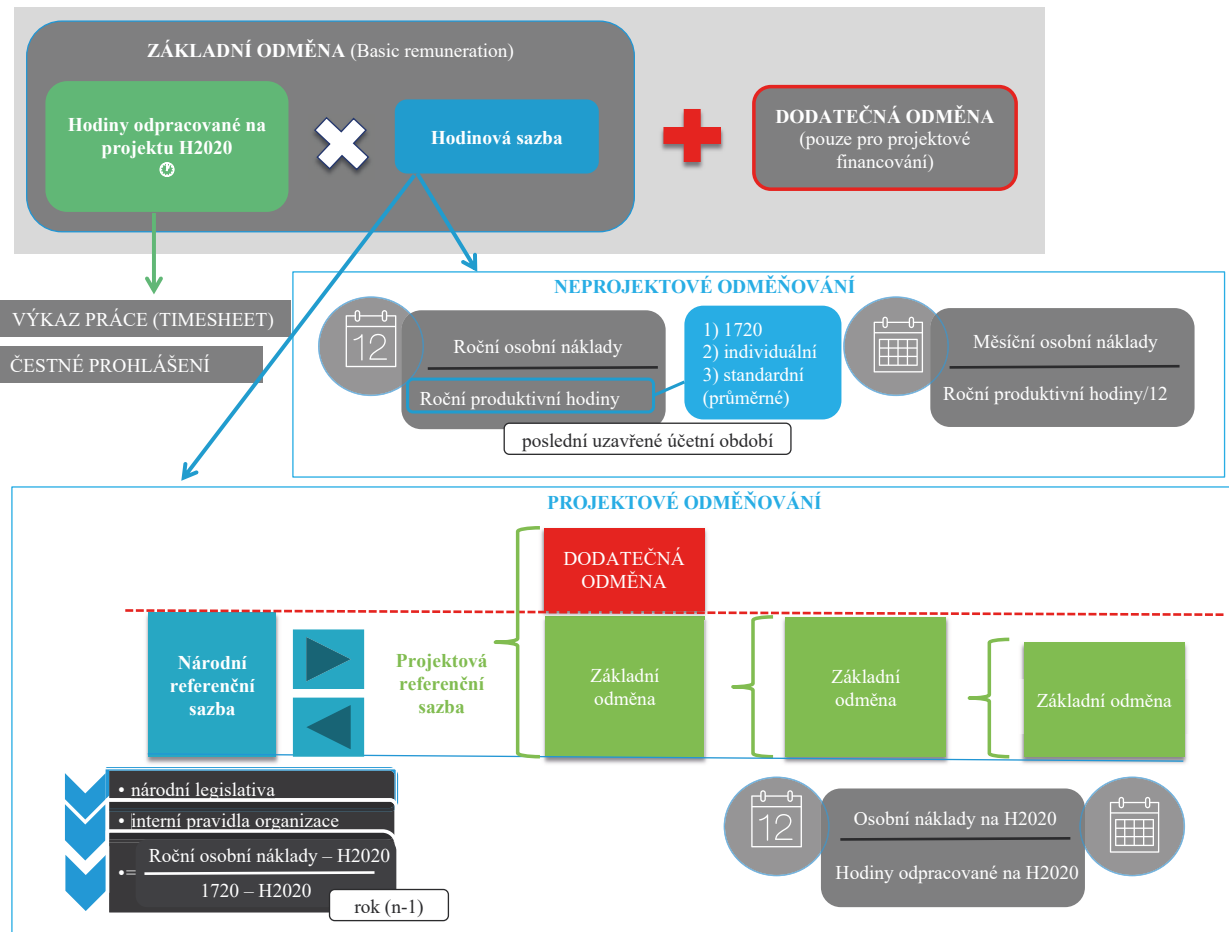 ZÁKLADNÍ ODMĚNA (Basic remuneration)
Hodiny odpracované na
projektu H2020
Hodinová sazba
DODATEČNÁ ODMĚNA
(pouze pro projektové
financování)
VÝKAZ PRÁCE (TIMESHEET)
ČESTNÉ PROHLÁŠENÍ
NEPROJEKTOVÉ ODMĚŇOVÁNÍ
12
Roční osobní náklady
Roční produktivní hodiny
1) 1720
2) individuální
3) standardní
(průměrné)
poslední uzavřené účetní období
Měsíční osobní náklady
Roční produktivní hodiny/12
PROJEKTOVÉ ODMĚŇOVÁNÍ
DODATEČNÁ
ODMĚNA
Národní
referenční
sazba
Projektová
referenční
sazba
Základní
odměna
Základní
odměna
Základní odměna
• národní legislativa
• interní pravidla organizace
•=
Roční osobní náklady – H2020
1720 – H2020
rok (n-1)
12
Osobní náklady na H2020
Hodiny odpracované na H2020